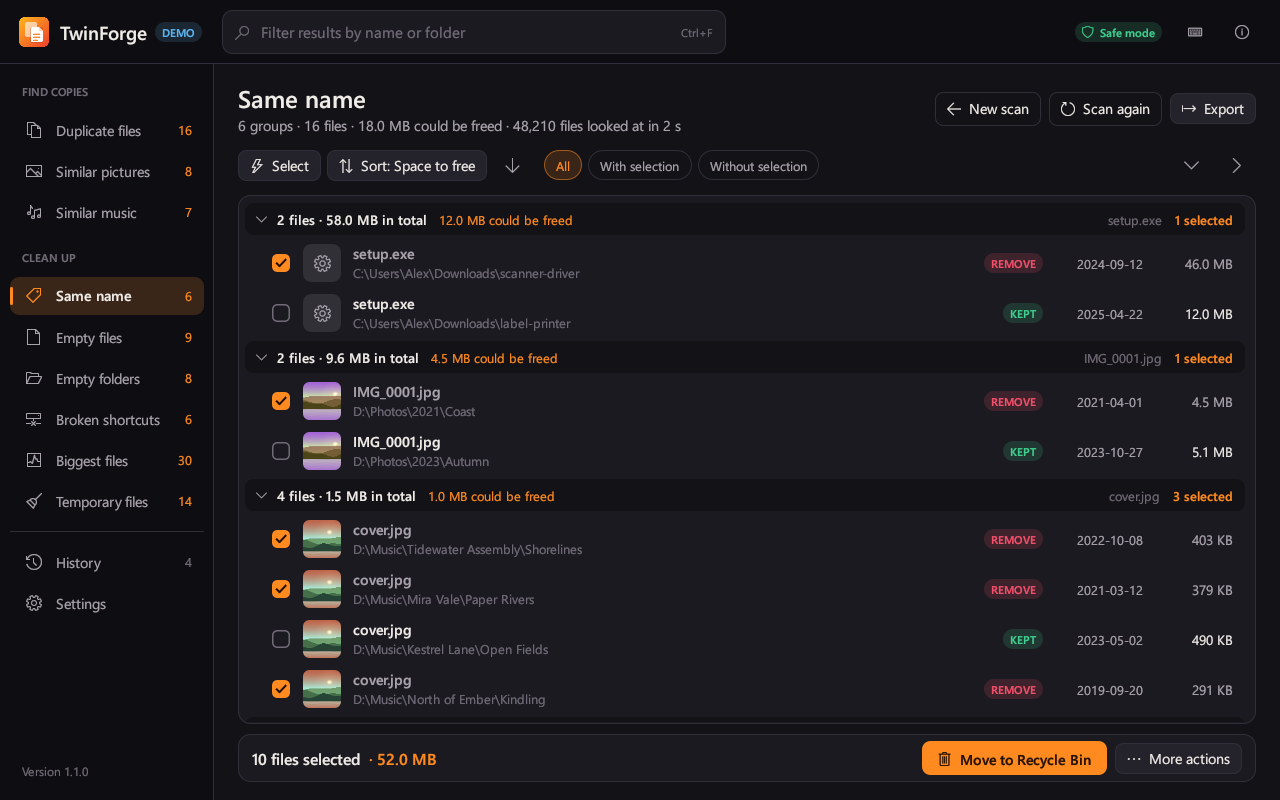 TwinForge DEMO
Filter results by name or folder Ctrl+F
Safe mode
FIND COPIES
Duplicate files 16
Similar pictures 8
Similar music 7
CLEAN UP
Same name 6
Empty files 9
Empty folders 8
Broken shortcuts 6
Biggest files 30
Temporary files 14
History 4
Settings
Version 1.1.0
Same name
6 groups · 16 files · 18.0 MB could be freed · 48,210 files looked at in 2 s
New scan
Scan again
Export
Select
Sort: Space to free
All
With selection
Without selection
2 files · 58.0 MB in total 12.0 MB could be freed setup.exe 1 selected
setup.exe
C:\Users\Alex\Downloads\scanner-driver
REMOVE 2024-09-12 46.0 MB
setup.exe
C:\Users\Alex\Downloads\label-printer
KEPT 2025-04-22 12.0 MB
2 files · 9.6 MB in total 4.5 MB could be freed IMG_0001.jpg 1 selected
IMG_0001.jpg
D:\Photos\2021\Coast
REMOVE 2021-04-01 4.5 MB
IMG_0001.jpg
D:\Photos\2023\Autumn
KEPT 2023-10-27 5.1 MB
4 files · 1.5 MB in total 1.0 MB could be freed cover.jpg 3 selected
cover.jpg
D:\Music\Tidewater Assembly\Shorelines
REMOVE 2022-10-08 403 KB
cover.jpg
D:\Music\Mira Vale\Paper Rivers
REMOVE 2021-03-12 379 KB
cover.jpg
D:\Music\Kestrel Lane\Open Fields
KEPT 2023-05-02 490 KB
cover.jpg
D:\Music\North of Ember\Kindling
REMOVE 2019-09-20 291 KB
10 files selected · 52.0 MB
Move to Recycle Bin
More actions